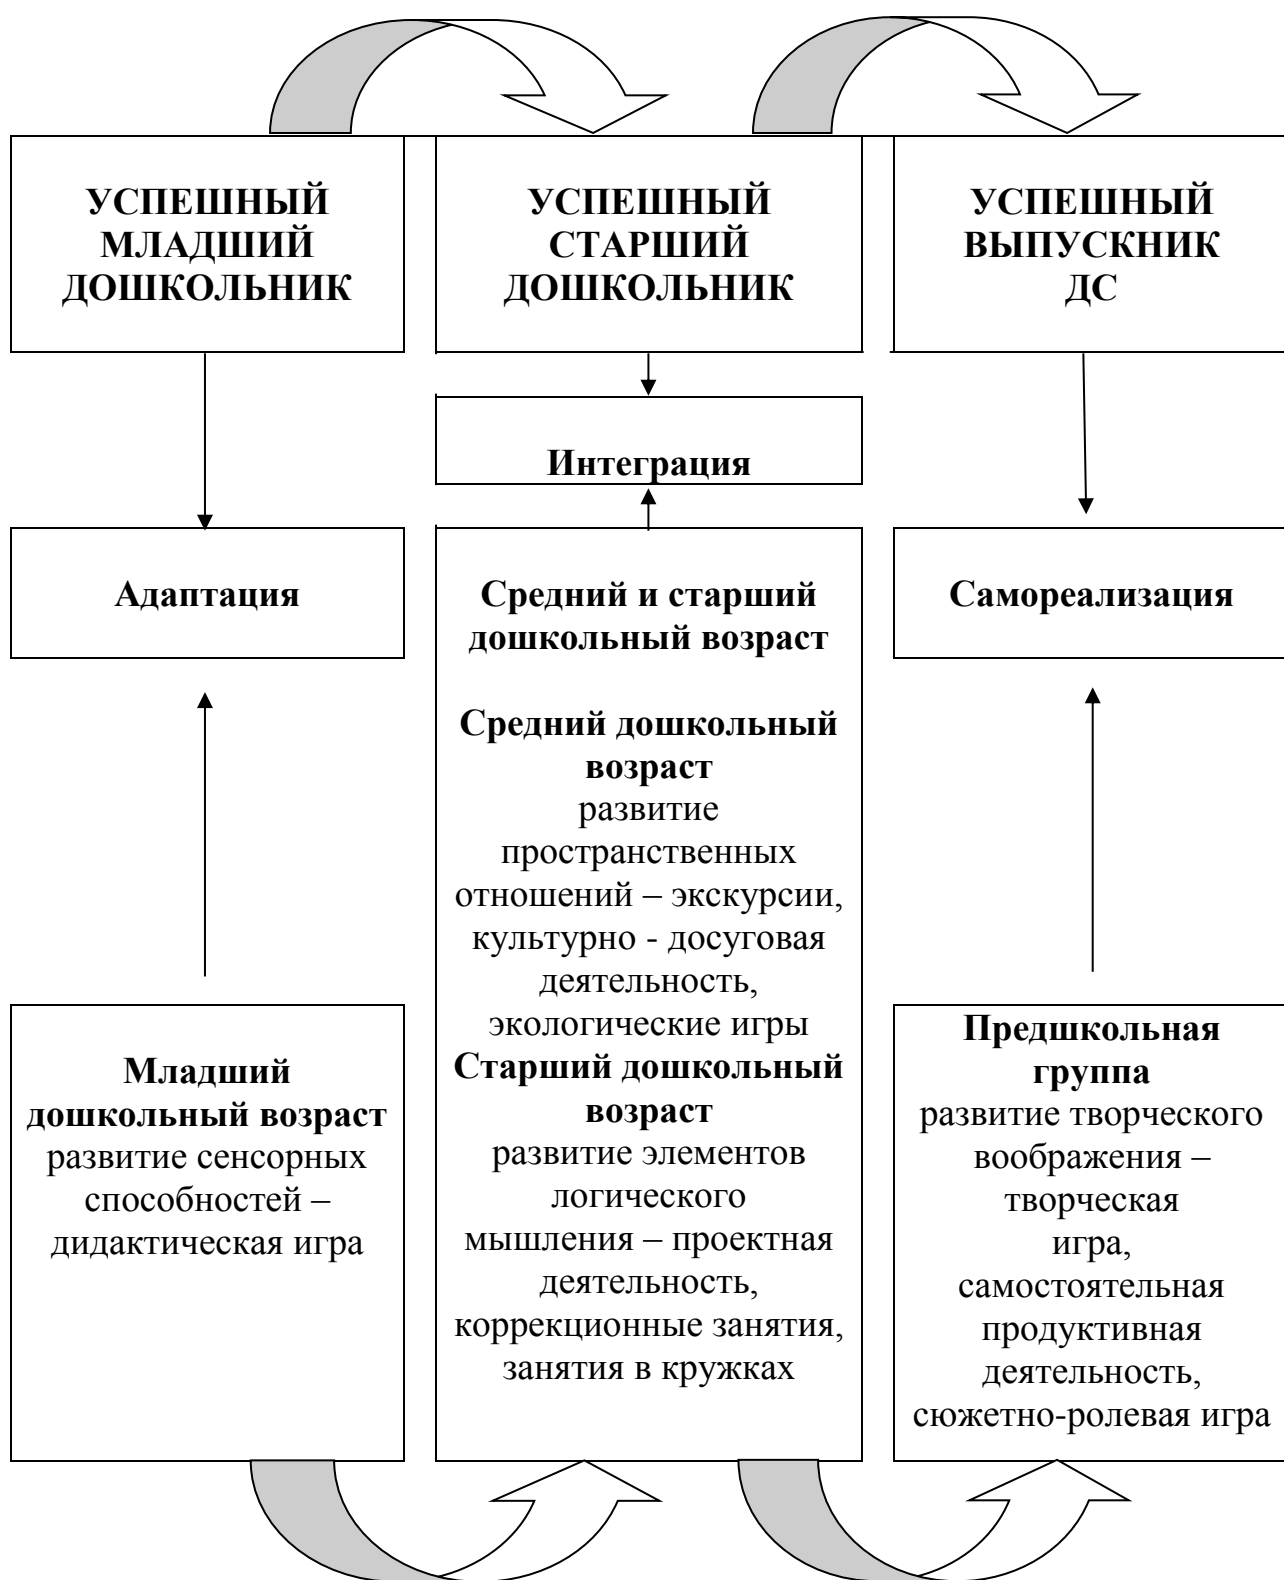 УСПЕШНЫЙ
МЛАДШИЙ
ДОШКОЛЬНИК
УСПЕШНЫЙ
СТАРШИЙ
ДОШКОЛЬНИК
УСПЕШНЫЙ
ВЫПУСКНИК
ДС
Интеграция
Адаптация
Средний и старший
дошкольный возраст
Средний дошкольный
возраст
развитие
пространственных
отношений – экскурсии,
культурно - досуговая
деятельность,
экологические игры
Старший дошкольный
возраст
развитие элементов
логического
мышления – проектная
деятельность,
коррекционные занятия,
занятия в кружках
Самореализация
Младший
дошкольный возраст
развитие сенсорных
способностей –
дидактическая игра
Предшкольная
группа
развитие творческого
воображения –
творческая
игра,
самостоятельная
продуктивная
деятельность,
сюжетно-ролевая игра